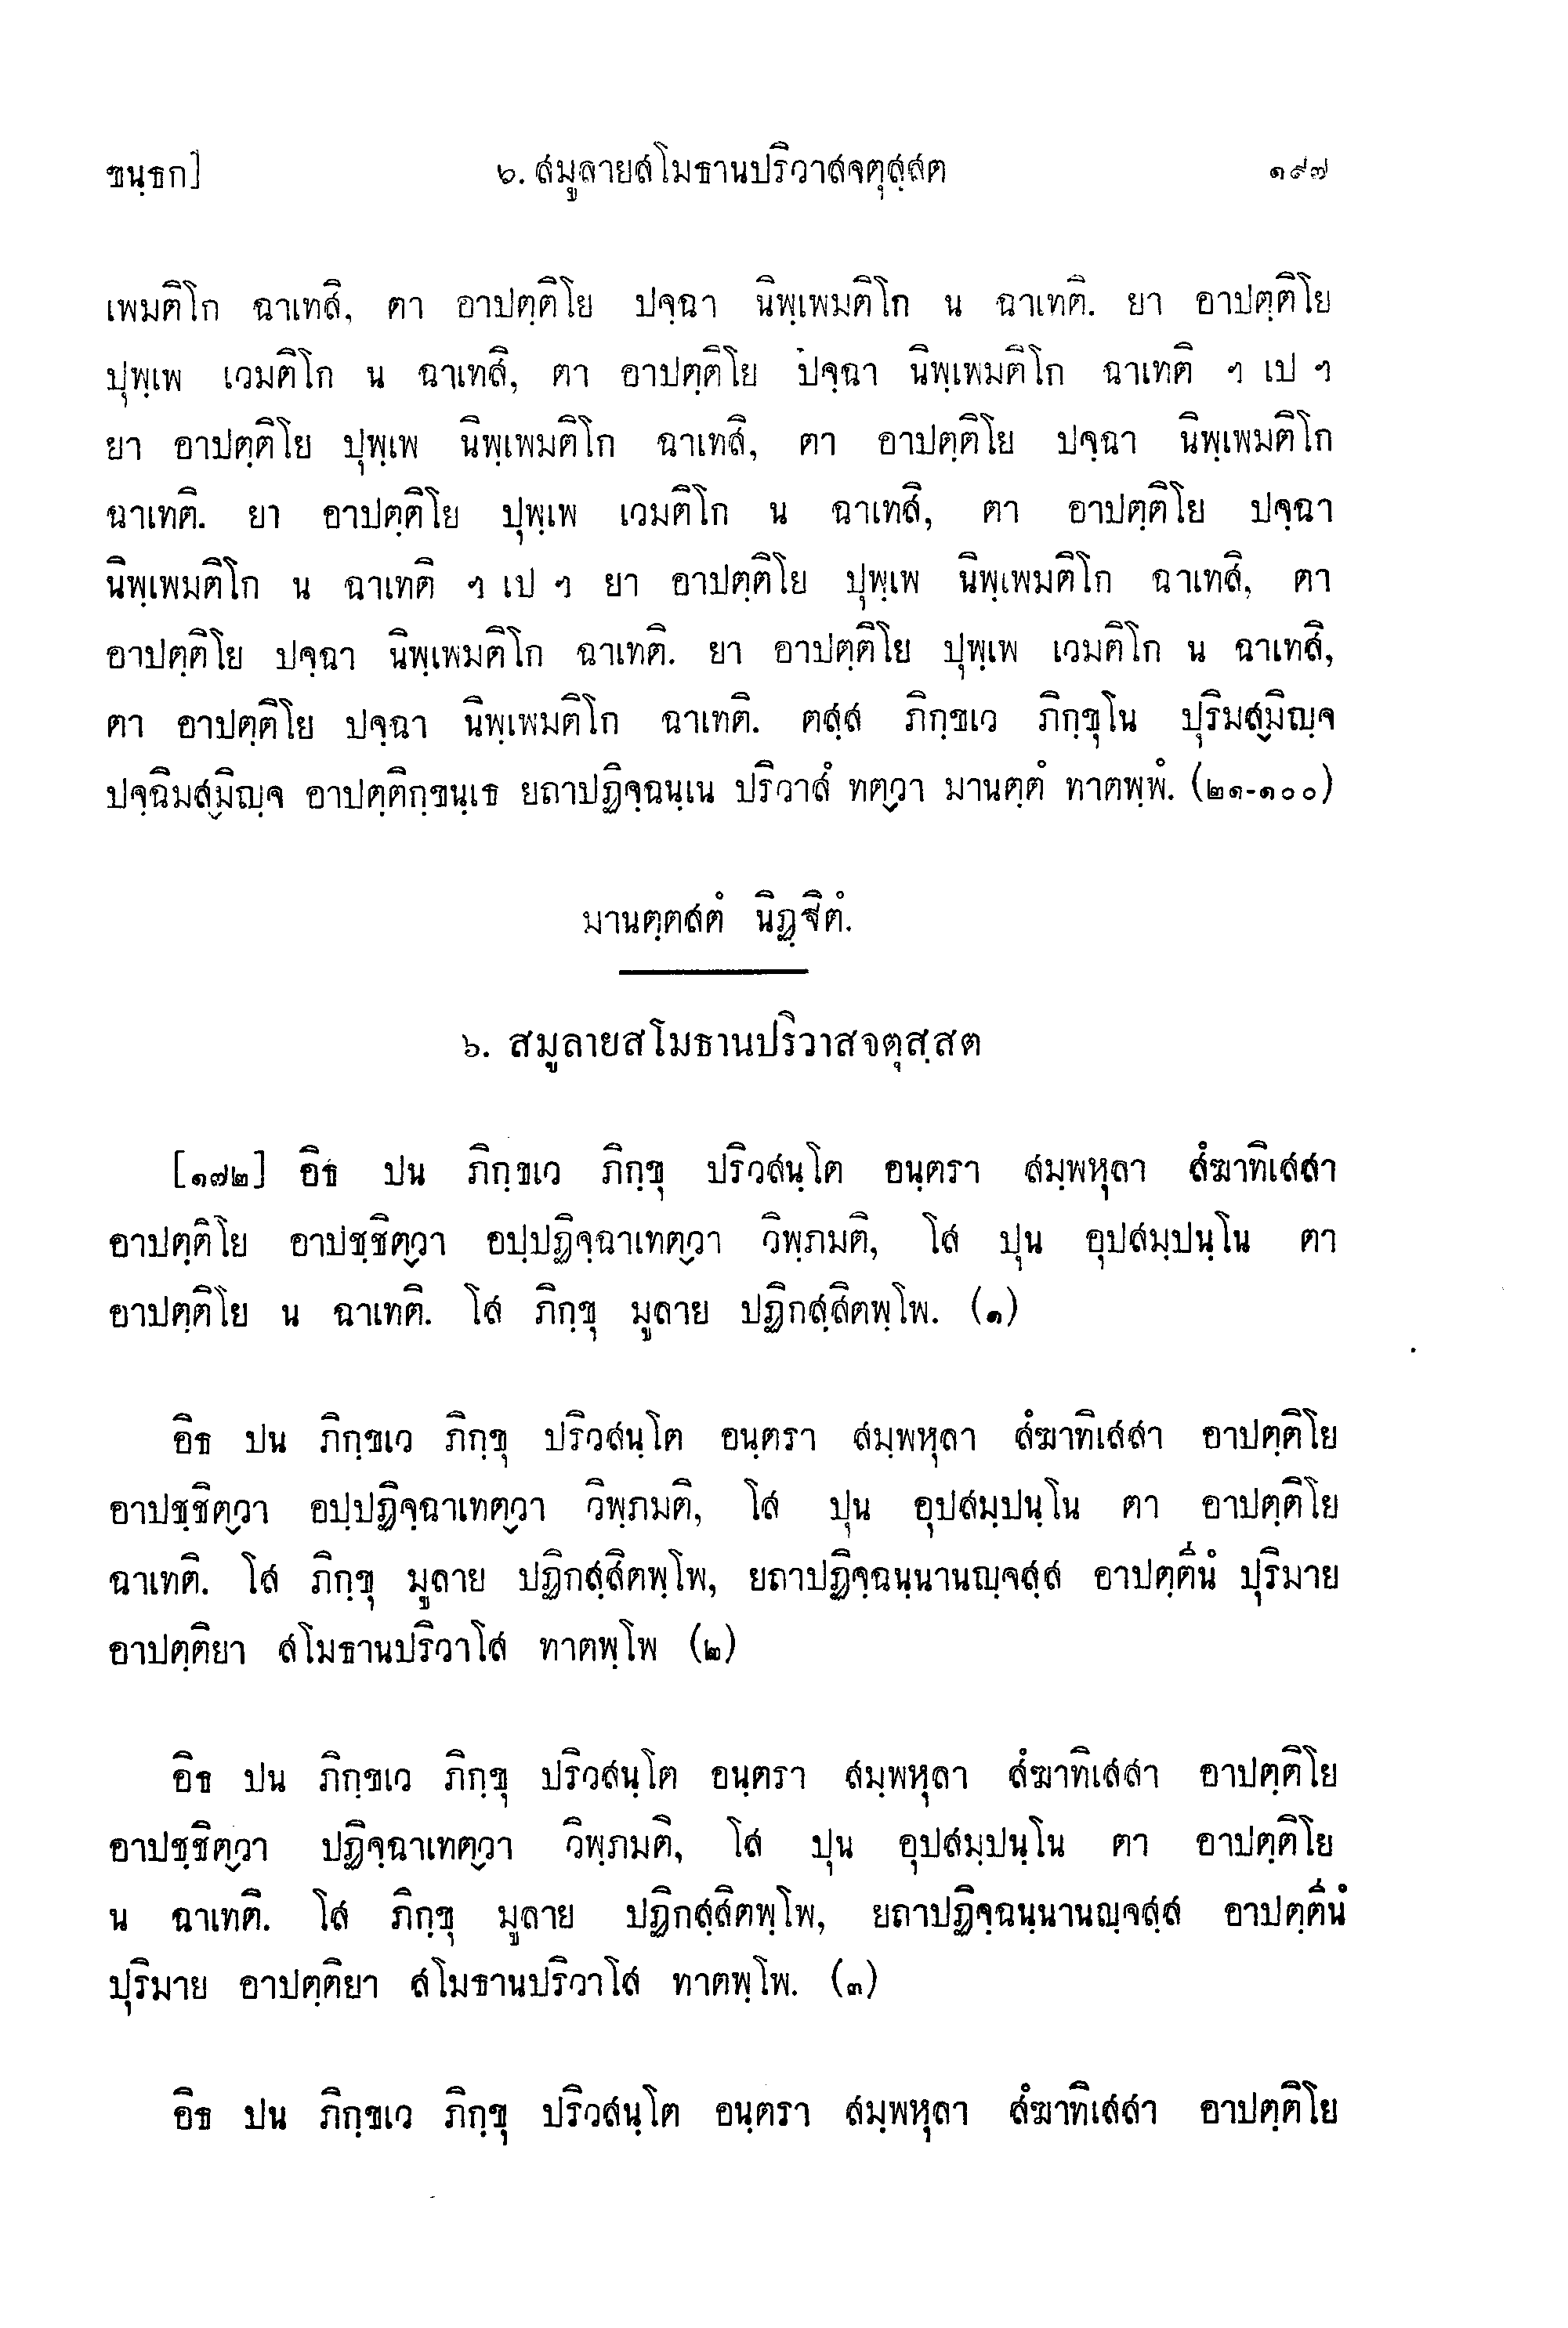 ขนฺธก]
๖. สมูลายสโมธานปริวาสจตุสฺสต
๑๙๗
เพมติโก ฉาเทสิ, ตา อาปตฺติโย ปจฺฉา นิพฺเพมติโก น ฉาเทติ. ยา อาปตฺติโย
ปุพฺเพ เวมติโก น ฉาเทสิ, ตา อาปตฺติโย ปจฺฉา นิพฺเพมติโก ฉาเทติ ฯ เป ฯ
ยา อาปตฺติโย ปุพฺเพ นิพฺเพมติโก ฉาเทสิ, ตา อาปตฺติโย ปจฺฉา นิพฺเพมติโก
ฉาเทติ. ยา อาปตฺติโย ปุพฺเพ เวมติโก น ฉาเทสิ, ตา อาปตฺติโย ปจฺฉา
นิพฺเพมติโก น ฉาเทติ ฯ เป ฯ ยา อาปตฺติโย ปุพฺเพ นิพฺเพมติโก ฉาเทสิ, ตา
อาปตฺติโย ปจฺฉา นิพฺเพมติโก ฉาเทติ. ยา อาปตฺติโย ปุพฺเพ เวมติโก น ฉาเทสิ,
ตา อาปตฺติโย ปจฺฉา นิพฺเพมติโก ฉาเทติ. ตสฺส ภิกฺขเว ภิกฺขุโน ปุริมสฺมิญฺจ
ปจฺฉิมสฺมิญฺจ อาปตฺติกฺขนฺเธ ยถาปฏิจฺฉนฺเน ปริวาสํ ทตฺวา มานตฺตํ ทาตพฺพํ. (๒๑-๑๐๐)
มานตฺตสตํ นิฏฺฐิตํ.
๖. สมูลายสโมธานปริวาสจตุสฺสต
[๑๗๒] อิธ ปน ภิกฺขเว ภิกฺขุ ปริวสนฺโต อนฺตรา สมฺพหุลา สํฆาทิเสสา
อาปตฺติโย อาปชฺชิตฺวา อปฺปฏิจฺฉาเทตฺวา วิพฺภมติ, โส ปุน อุปสมฺปนฺโน ตา
อาปตฺติโย น ฉาเทติ. โส ภิกฺขุ มูลาย ปฏิกสฺสิตพฺโพ. (๑)
อิธ ปน ภิกฺขเว ภิกฺขุ ปริวสนฺโต อนฺตรา สมฺพหุลา สํฆาทิเสสา อาปตฺติโย
อาปชฺชิตฺวา อปฺปฏิจฺฉาเทตฺวา วิพฺภมติ, โส ปุน อุปสมฺปนฺโน ตา อาปตฺติโย
ฉาเทติ. โส ภิกฺขุ มูลาย ปฏิกสฺสิตพฺโพ, ยถาปฏิจฺฉนฺนานญฺจสฺส อาปตฺตีนํ ปุริมาย
อาปตฺติยา สโมธานปริวาโส ทาตพฺโพ (๒)
อิธ ปน ภิกฺขเว ภิกฺขุ ปริวสนฺโต อนฺตรา สมฺพหุลา สํฆาทิเสสา อาปตฺติโย
อาปชฺชิตฺวา ปฏิจฺฉาเทตฺวา วิพฺภมติ, โส ปุน อุปสมฺปนฺโน ตา อาปตฺติโย
น ฉาเทติ. โส ภิกฺขุ มูลาย ปฏิกสฺสิตพฺโพ, ยถาปฏิจฺฉนฺนานญฺจสฺส อาปตฺตีนํ
ปุริมาย อาปตฺติยา สโมธานปริวาโส ทาตพฺโพ. (๓)
อิธ ปน ภิกฺขเว ภิกฺขุ ปริวสนฺโต อนฺตรา สมฺพหุลา สํฆาทิเสสา อาปตฺติโย